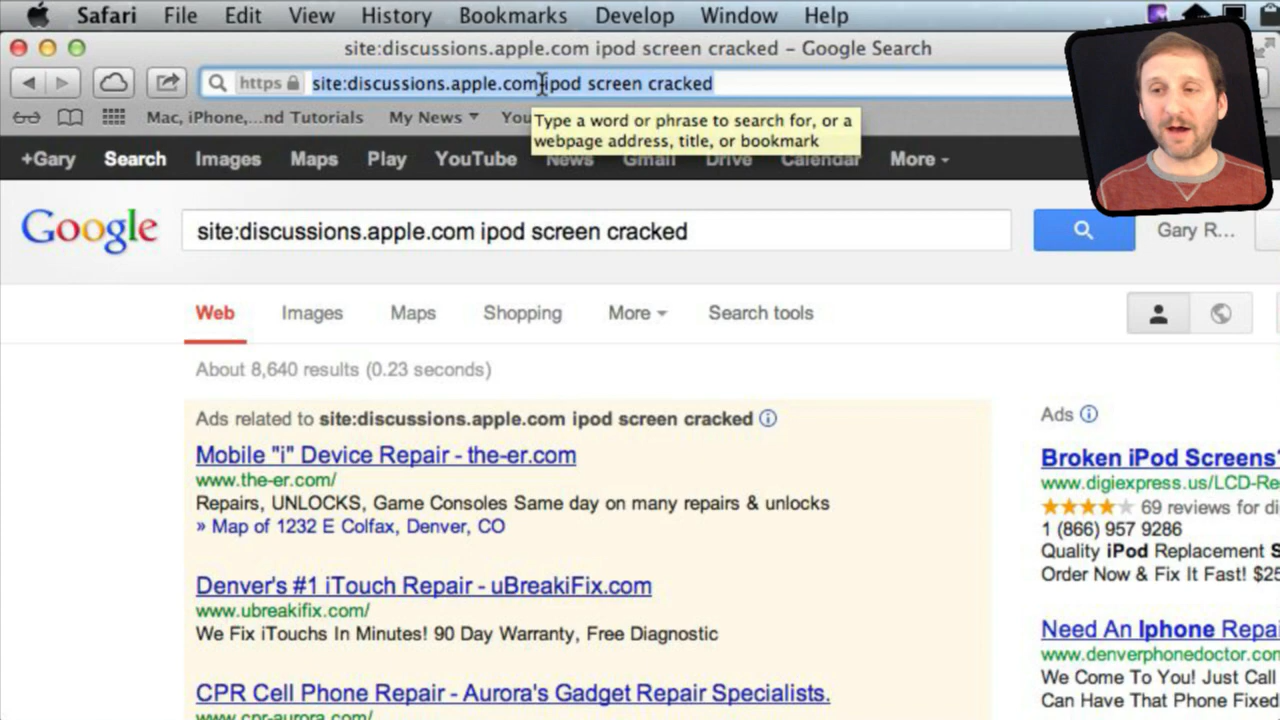 Safari File Edit View History Bookmarks Develop Window Help
site:discussions.apple.com ipod screen cracked – Google Search
https site:discussions.apple.com ipod screen cracked
Mac, iPhone,...nd Tutorials My News You
Type a word or phrase to search for, or a
webpage address, title, or bookmark
+Gary Search Images Maps Play YouTube News Gmail Drive Calendar More
Google
site:discussions.apple.com ipod screen cracked
Gary R...
Web Images Maps Shopping More Search tools
About 8,640 results (0.23 seconds)
Ads related to site:discussions.apple.com ipod screen cracked
Mobile "i" Device Repair - the-er.com
www.the-er.com/
Repairs, UNLOCKS, Game Consoles Same day on many repairs & unlocks
» Map of 1232 E Colfax, Denver, CO
Denver's #1 iTouch Repair - uBreakiFix.com
www.ubreakifix.com/
We Fix iTouchs In Minutes! 90 Day Warranty, Free Diagnostic
CPR Cell Phone Repair - Aurora's Gadget Repair Specialists.
www.cpr-aurora.com/
Ads
Broken iPod Screens?
www.digiexpress.us/LCD-Re
69 reviews for di
1 (866) 957 9286
Quality iPod Replacement S
Order Now & Fix It Fast! $25
Need An Iphone Repai
www.denverphonedoctor.con
We Come To You! Just Call
Can Have That Phone Fixed